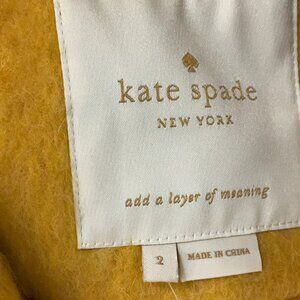 kate spade
NEW YORK
add a layer of meaning
2
MADE IN CHINA